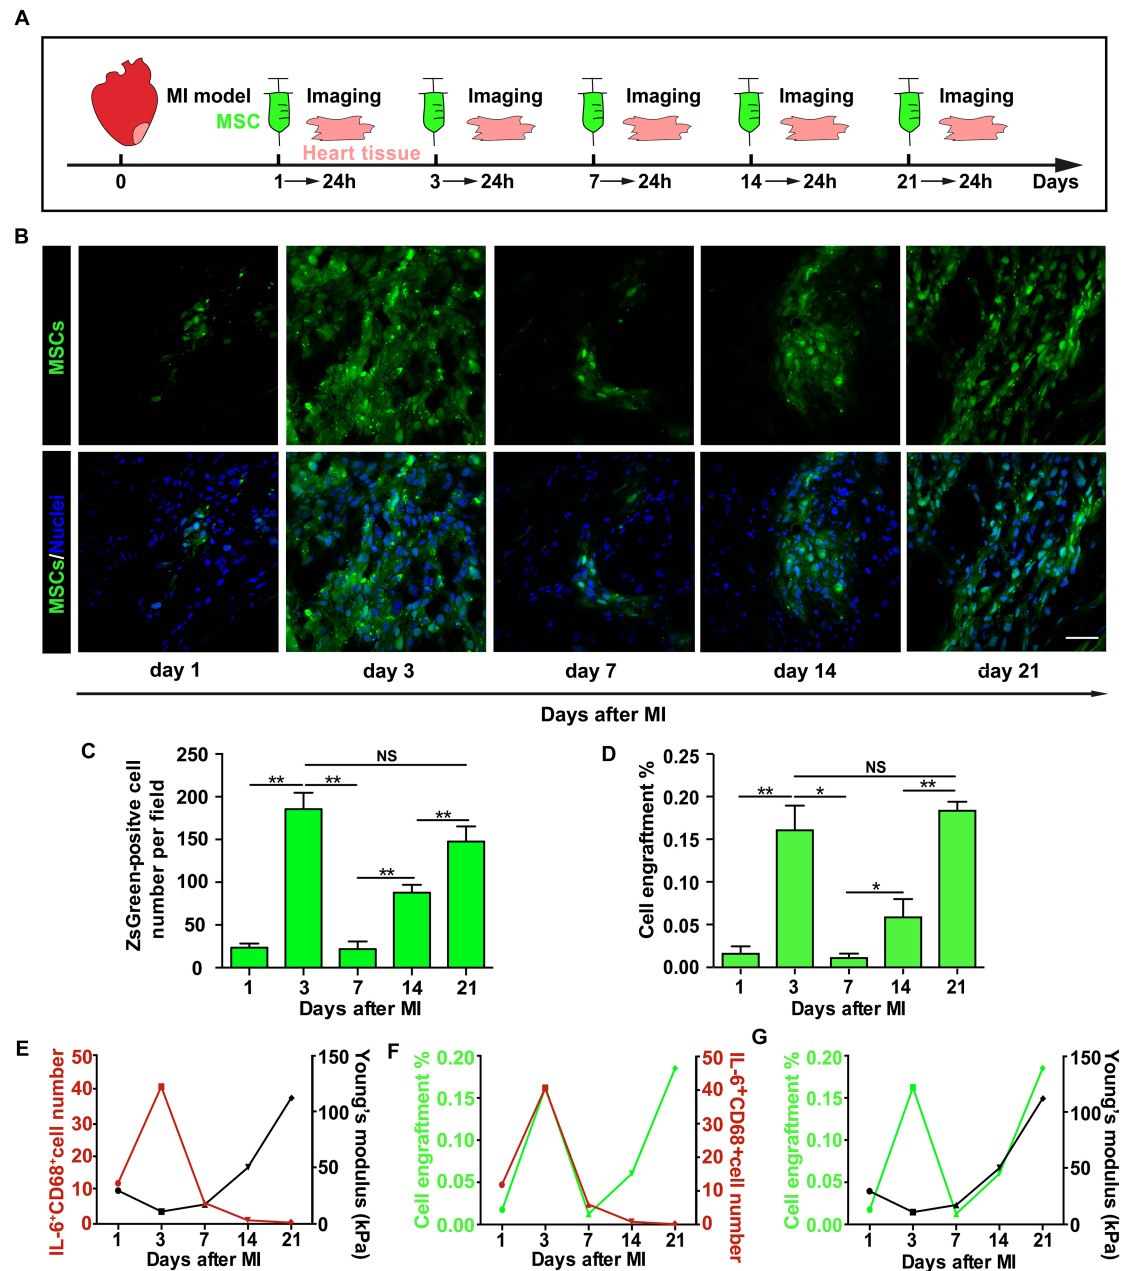 A
MI model
MSC
Imaging
Imaging
Imaging
Imaging
Imaging
Heart tissue
0
1
24h
3
24h
7
24h
14
24h
21
24h
Days
B
MSCs
MSCs/Nuclei
day 1
day 3
day 7
day 14
day 21
Days after MI
C
ZsGreen-positve cell
number per field
250
200
150
100
50
0
**
**
NS
**
**
1
3
7
14
21
Days after MI
D
Cell engraftment %
0.25
0.20
0.15
0.10
0.05
0.00
**
*
NS
**
*
1
3
7
14
21
Days after MI
E
IL-6⁺CD68⁺cell number
50
40
30
20
10
0
150
100
50
0
Young's modulus (kPa)
1
3
7
14
21
Days after MI
F
Cell engraftment %
0.20
0.15
0.10
0.05
0.00
50
40
30
20
10
0
IL-6⁺CD68+cell number
1
3
7
14
21
Days after MI
G
Cell engraftment %
0.20
0.15
0.10
0.05
0.00
150
100
50
0
Young's modulus (kPa)
1
3
7
14
21
Days after MI